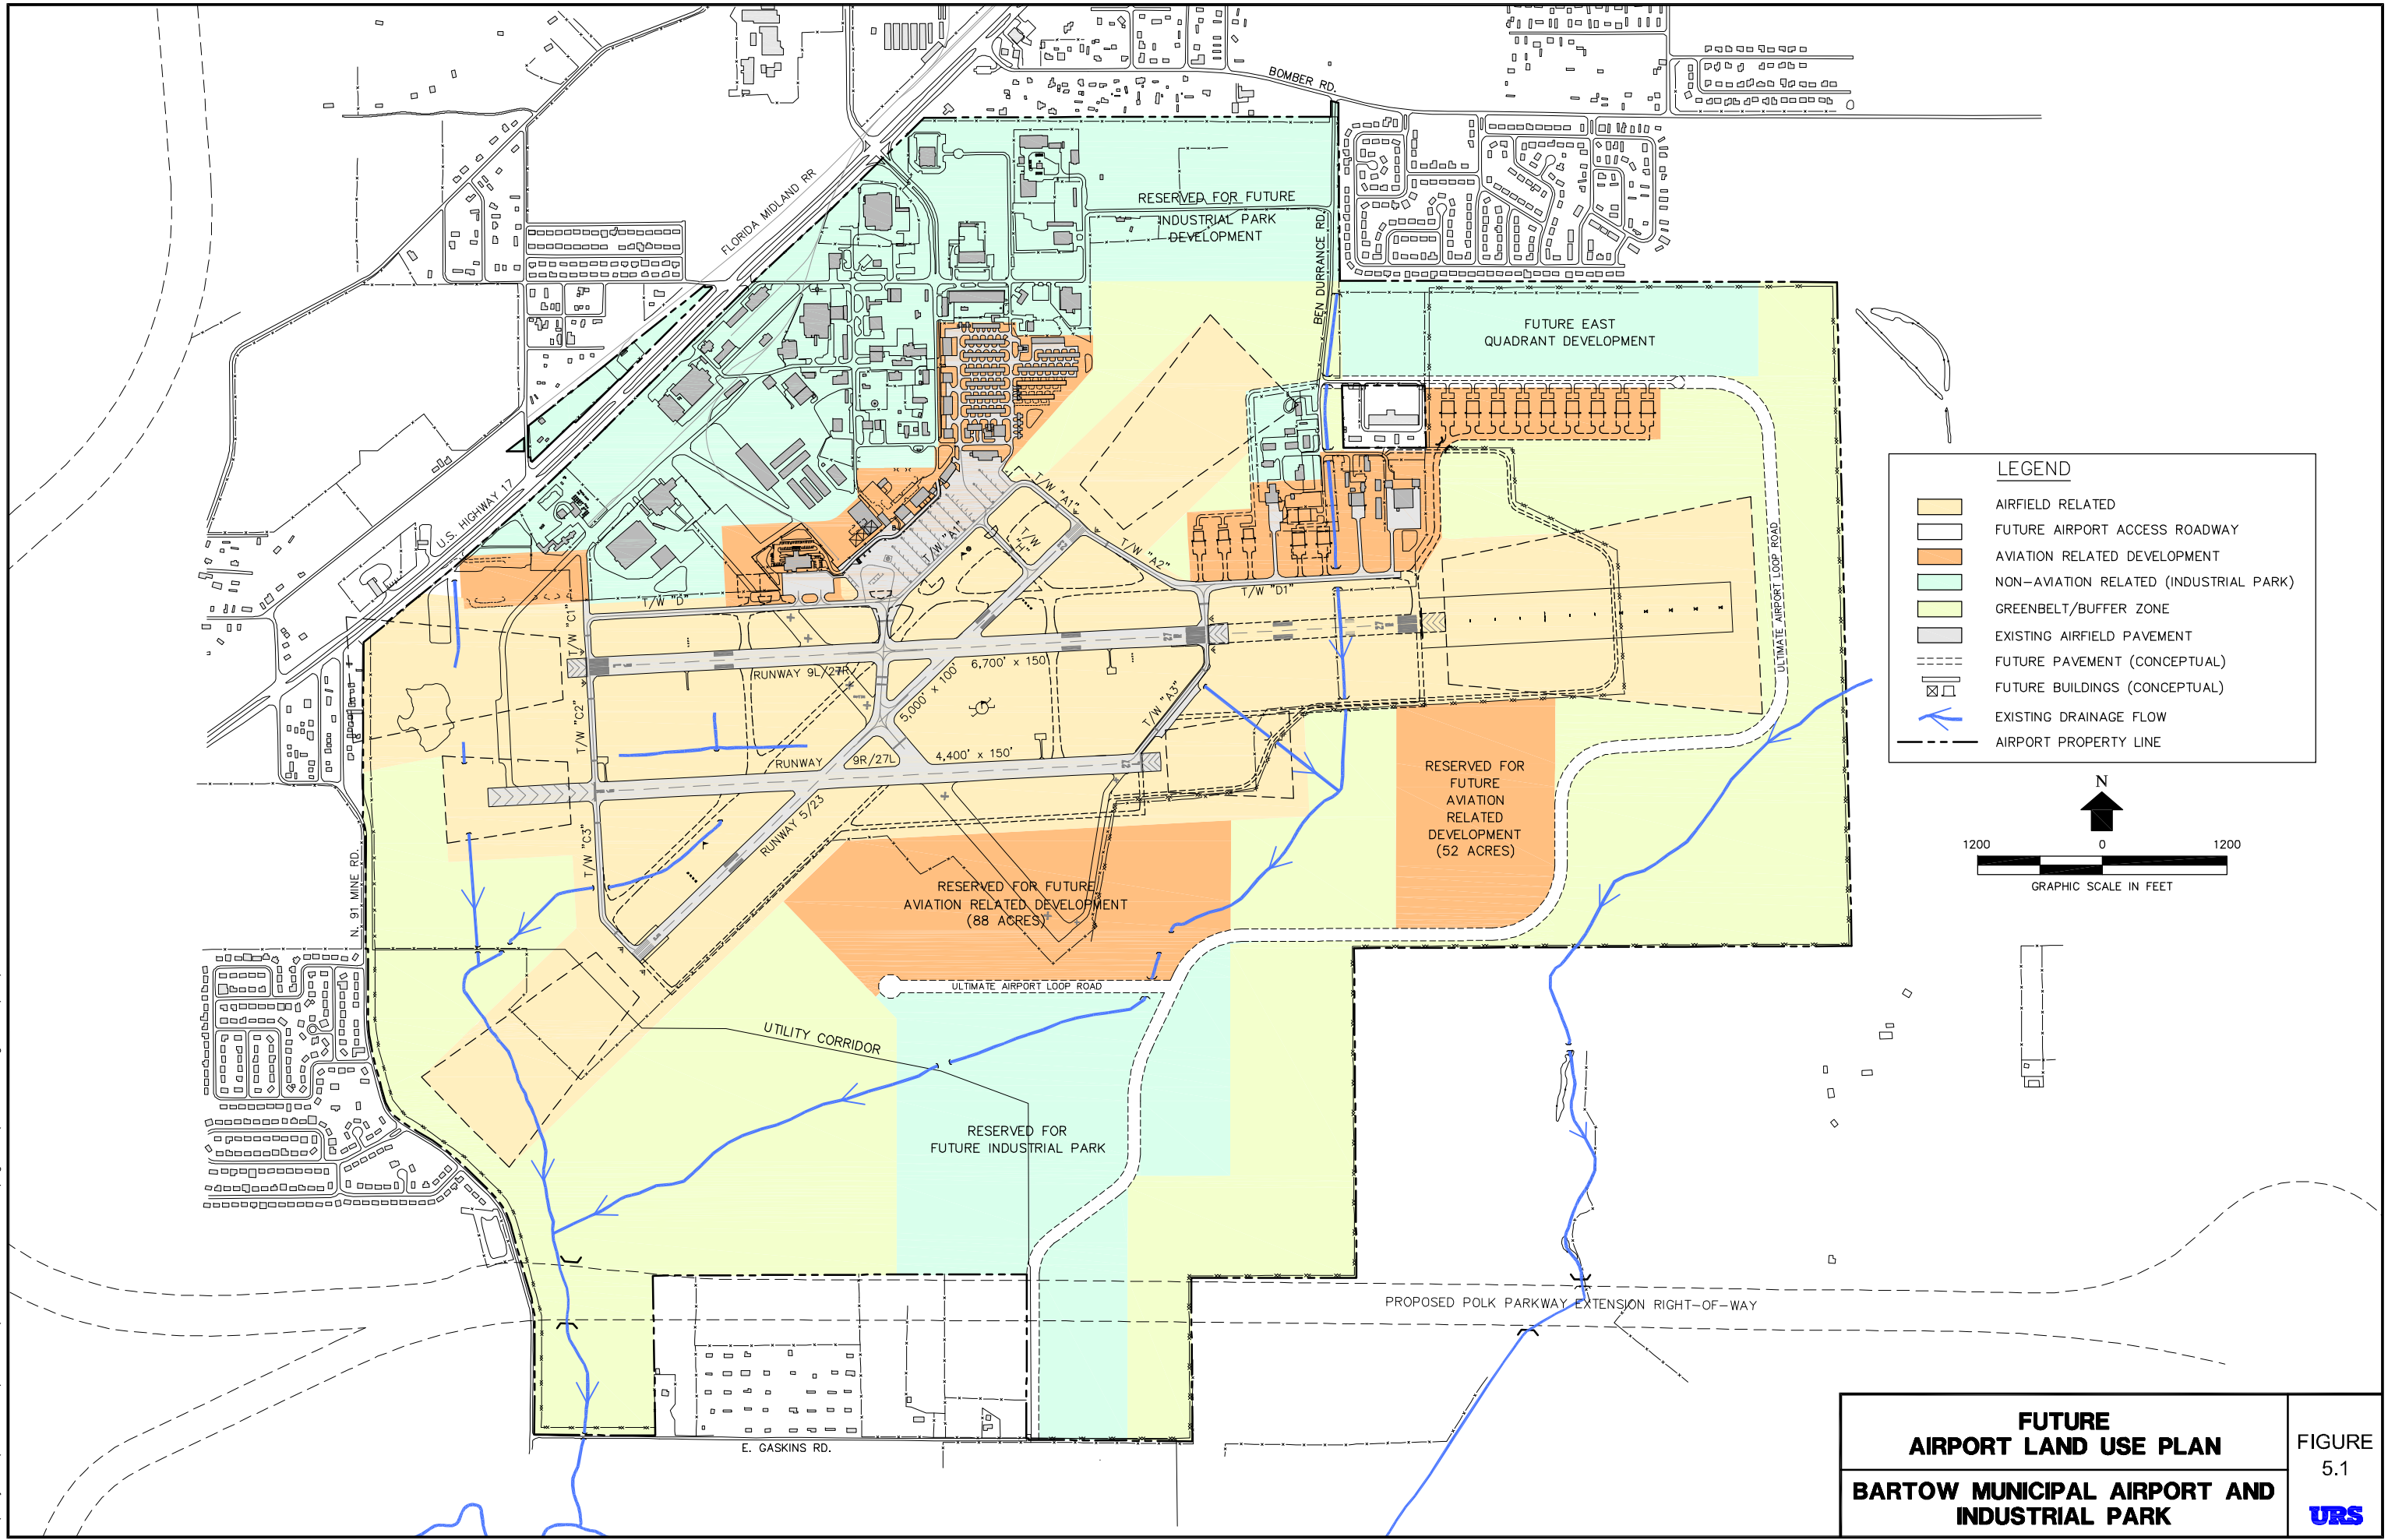 BOMBER RD.
FLORIDA MIDLAND RR
RESERVED FOR FUTURE
INDUSTRIAL PARK
DEVELOPMENT
BEN DURRANCE RD.
FUTURE EAST
QUADRANT DEVELOPMENT
U.S. HIGHWAY 17
T/W "A1"
T/W "A1"
T/W
"H"
T/W "A2"
T/W "D"
T/W "D1"
T/W "C1"
ULTIMATE AIRPORT LOOP ROAD
RUNWAY 9L/27R
6,700' x 150'
5,000' x 100'
T/W "A3"
T/W "C2"
RUNWAY
9R/27L
4,400' x 150'
RUNWAY 5/23
T/W "C3"
N. 91 MINE RD.
RESERVED FOR
FUTURE
AVIATION
RELATED
DEVELOPMENT
(52 ACRES)
RESERVED FOR FUTURE
AVIATION RELATED DEVELOPMENT
(88 ACRES)
ULTIMATE AIRPORT LOOP ROAD
UTILITY CORRIDOR
RESERVED FOR
FUTURE INDUSTRIAL PARK
PROPOSED POLK PARKWAY EXTENSION RIGHT-OF-WAY
E. GASKINS RD.
LEGEND
AIRFIELD RELATED
FUTURE AIRPORT ACCESS ROADWAY
AVIATION RELATED DEVELOPMENT
NON-AVIATION RELATED (INDUSTRIAL PARK)
GREENBELT/BUFFER ZONE
EXISTING AIRFIELD PAVEMENT
FUTURE PAVEMENT (CONCEPTUAL)
FUTURE BUILDINGS (CONCEPTUAL)
EXISTING DRAINAGE FLOW
AIRPORT PROPERTY LINE
N
1200 0 1200
GRAPHIC SCALE IN FEET
FUTURE
AIRPORT LAND USE PLAN
BARTOW MUNICIPAL AIRPORT AND
INDUSTRIAL PARK
FIGURE
5.1
URS